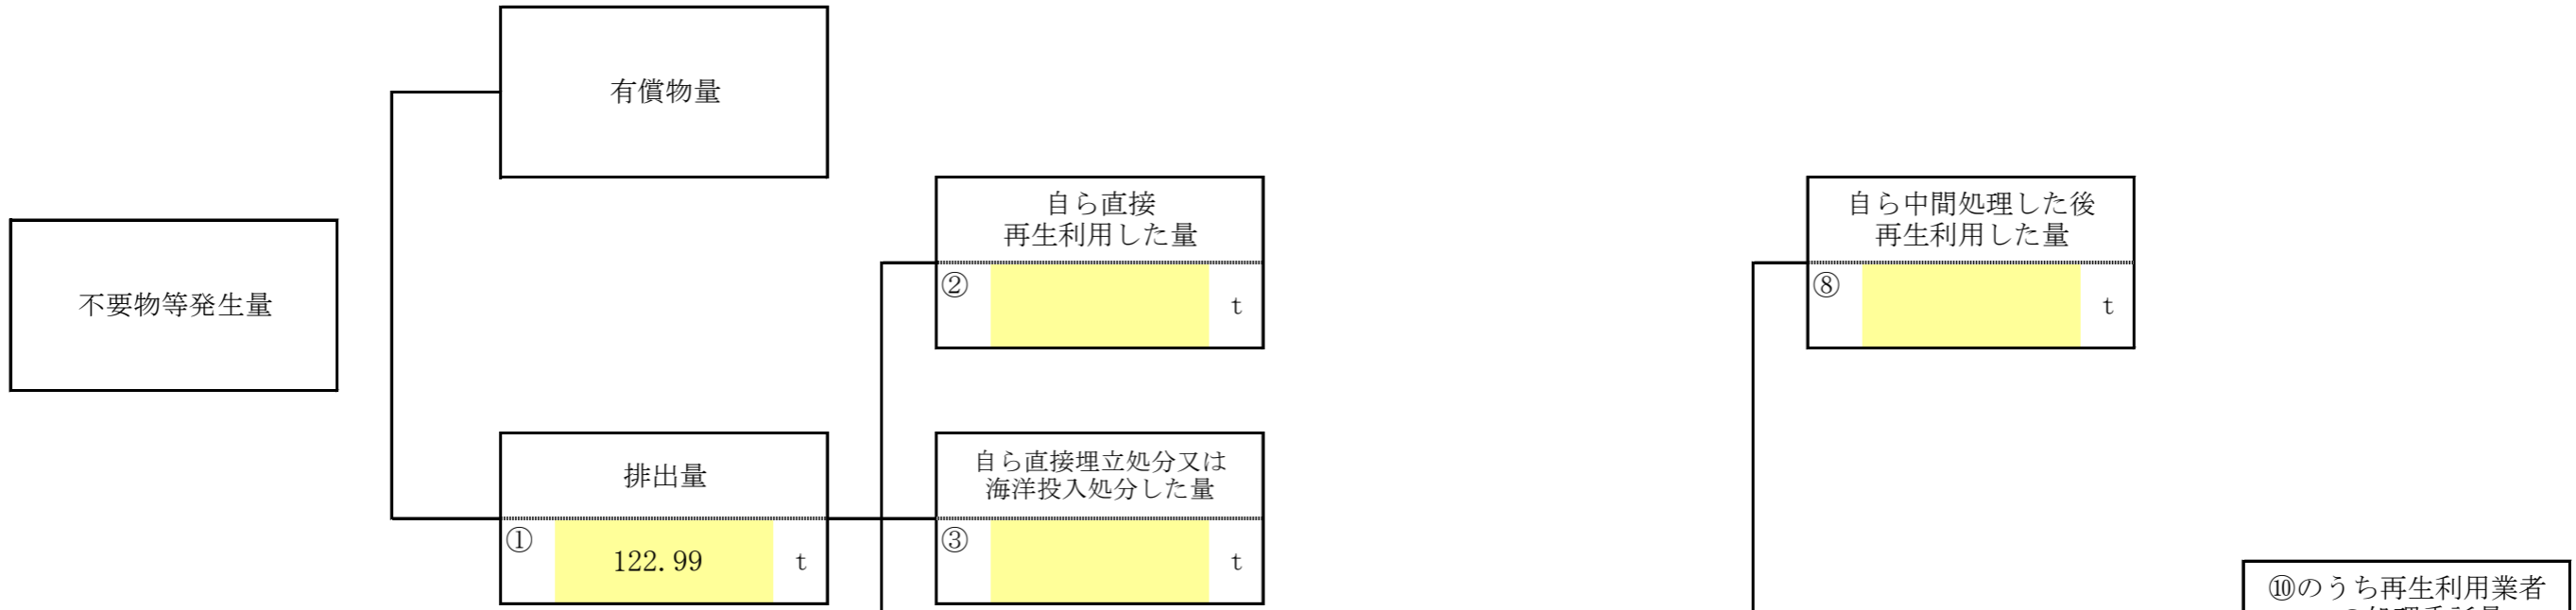 有償物量
自ら直接
再生利用した量
② t
自ら中間処理した後
再生利用した量
⑧ t
不要物等発生量
排出量
① 122.99 t
自ら直接埋立処分又は
海洋投入処分した量
③ t
⑩のうち再生利用業者